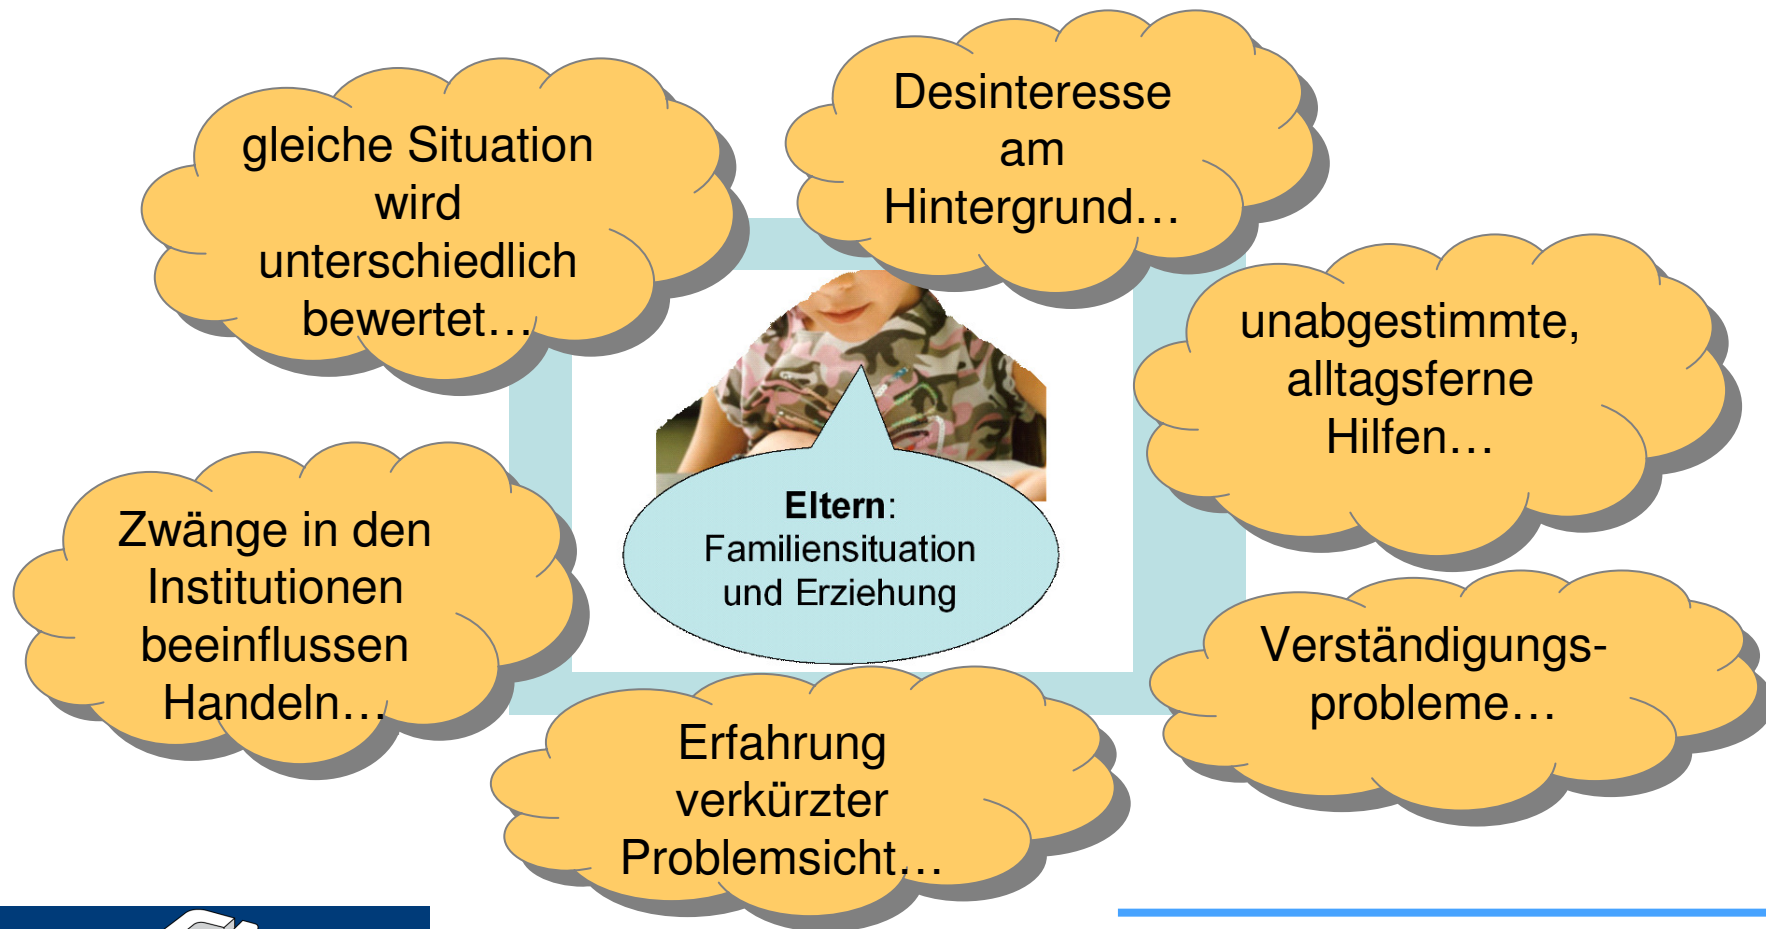 gleiche Situation
wird
unterschiedlich
bewertet…
Desinteresse
am
Hintergrund…
unabgestimmte,
alltagsferne
Hilfen…
Eltern:
Familiensituation
und Erziehung
Zwänge in den
Institutionen
beeinflussen
Handeln…
Verständigungs-
probleme…
Erfahrung
verkürzter
Problemsicht…